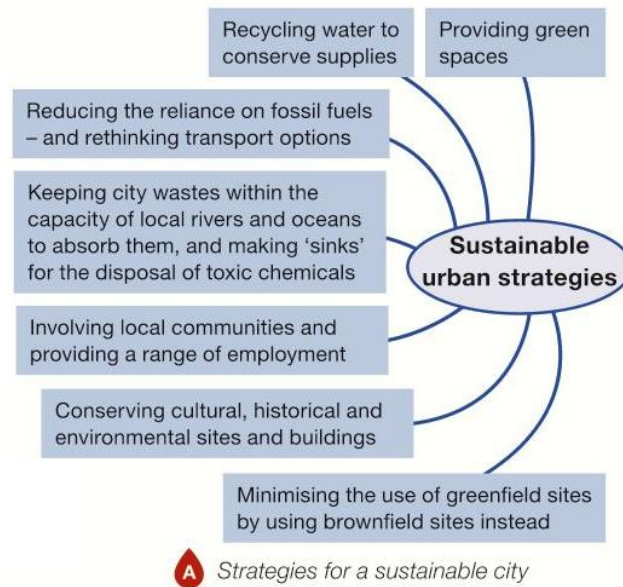 Recycling water to
conserve supplies
Providing green
spaces
Reducing the reliance on fossil fuels
– and rethinking transport options
Keeping city wastes within the
capacity of local rivers and oceans
to absorb them, and making ‘sinks’
for the disposal of toxic chemicals
Sustainable
urban strategies
Involving local communities and
providing a range of employment
Conserving cultural, historical and
environmental sites and buildings
Minimising the use of greenfield sites
by using brownfield sites instead
A Strategies for a sustainable city